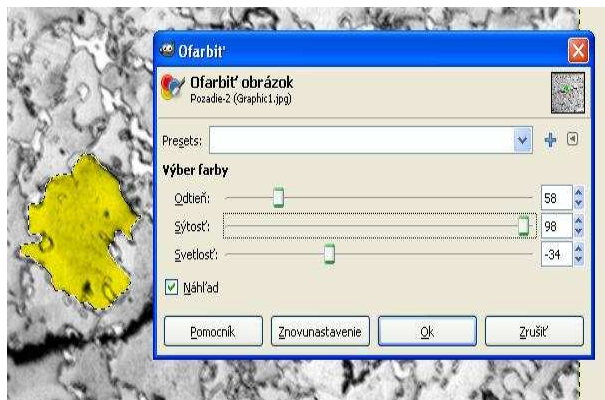 Ofarbiť
Ofarbiť obrázok
Pozadie-2 (Graphic1.jpg)
Presets:
Výber farby
Odtieň: 58
Sýtosť: 98
Svetlosť: -34
Náhľad
Pomocník Znovunastavenie Ok Zrušiť